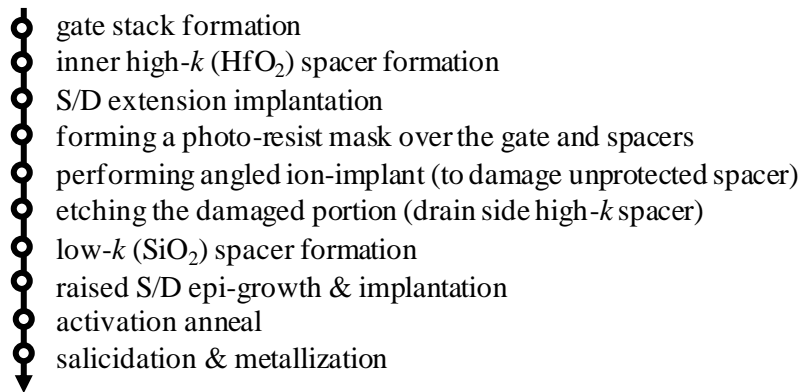 gate stack formation
inner high-k (HfO₂) spacer formation
S/D extension implantation
forming a photo-resist mask over the gate and spacers
performing angled ion-implant (to damage unprotected spacer)
etching the damaged portion (drain side high-k spacer)
low-k (SiO₂) spacer formation
raised S/D epi-growth & implantation
activation anneal
salicidation & metallization